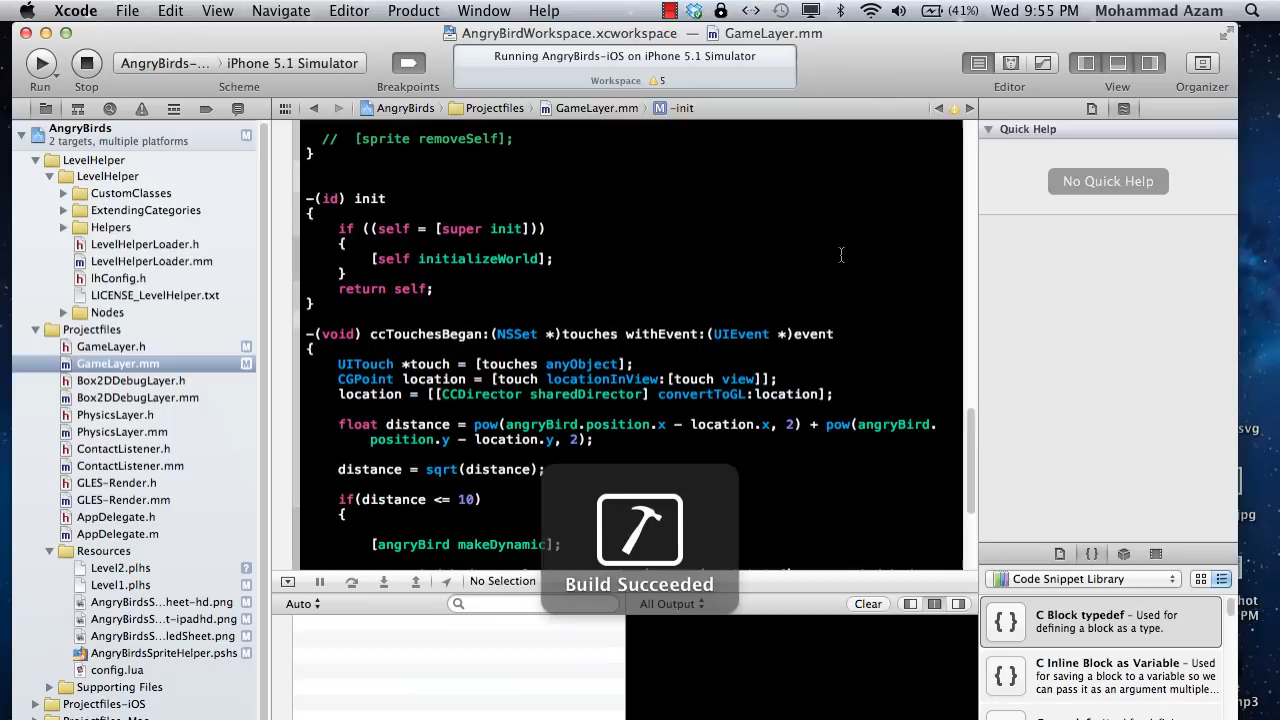 Xcode File Edit View Navigate Editor Product Window Help (41%) Wed 9:55 PM Mohammad Azam
AngryBirdWorkspace.xcworkspace — GameLayer.mm
Run Stop AngryBirds-... iPhone 5.1 Simulator
Scheme Breakpoints
Running AngryBirds-iOS on iPhone 5.1 Simulator
Workspace 5
Editor View Organizer
AngryBirds Projectfiles GameLayer.mm -init
AngryBirds M
2 targets, multiple platforms
LevelHelper
LevelHelper
CustomClasses
ExtendingCategories
Helpers
LevelHelperLoader.h
LevelHelperLoader.mm
lhConfig.h
LICENSE_LevelHelper.txt
Nodes
Projectfiles
GameLayer.h M
GameLayer.mm M
Box2DDebugLayer.h
Box2DDebugLayer.mm
PhysicsLayer.h
PhysicsLayer.mm
ContactListener.h
ContactListener.mm
GLES-Render.h
GLES-Render.mm
AppDelegate.h
AppDelegate.m
Resources
Level2.plhs ?
Level1.plhs M
AngryBirdsS...heet-hd.png M
AngryBirdsS...t-ipadhd.png M
AngryBirdsS...ledSheet.png M
AngryBirdsSpriteHelper.pshs M
config.lua
Supporting Files
Projectfiles-iOS
// [sprite removeSelf];
}
-(id) init
{
if ((self = [super init]))
{
[self initializeWorld];
}
return self;
}
-(void) ccTouchesBegan:(NSSet *)touches withEvent:(UIEvent *)event
{
UITouch *touch = [touches anyObject];
CGPoint location = [touch locationInView:[touch view]];
location = [[CCDirector sharedDirector] convertToGL:location];
float distance = pow(angryBird.position.x - location.x, 2) + pow(angryBird.
position.y - location.y, 2);
distance = sqrt(distance);
if(distance <= 10)
{
[angryBird makeDynamic];
Build Succeeded
No Selection
Auto All Output Clear
Quick Help
No Quick Help
Code Snippet Library
{ } C Block typedef – Used for
defining a block as a type.
{ } C Inline Block as Variable – Used
for saving a block to a variable so we
can pass it as an argument multiple...
svg
jpg
hot
PM
mp3